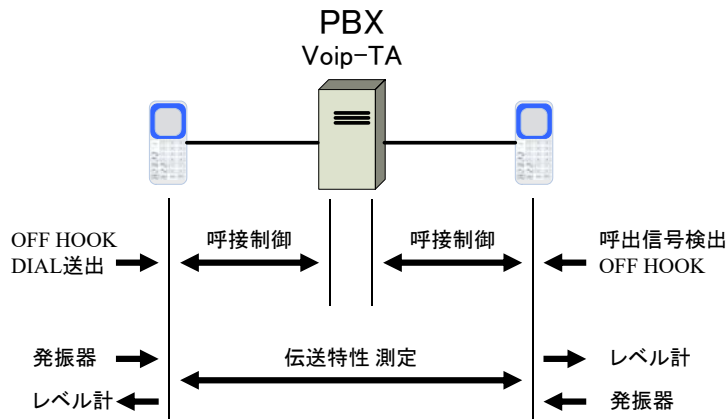 PBX
Voip-TA
OFF HOOK
DIAL送出
呼接制御
呼接制御
呼出信号検出
OFF HOOK
発振器
伝送特性 測定
レベル計
レベル計
発振器